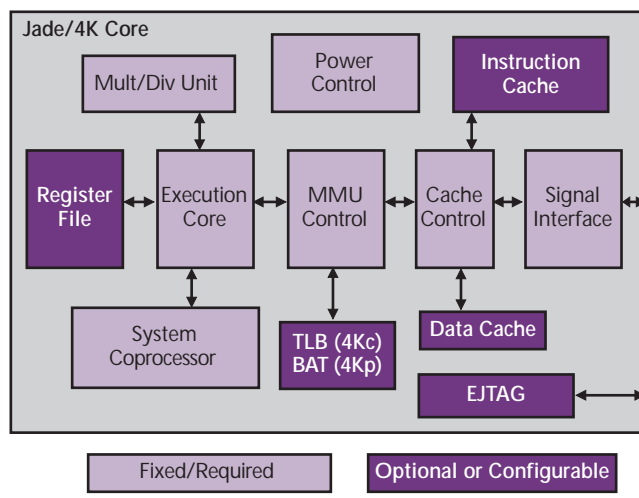 Jade/4K Core
Mult/Div Unit
Power
Control
Instruction
Cache
Register
File
Execution
Core
MMU
Control
Cache
Control
Signal
Interface
System
Coprocessor
TLB (4Kc)
BAT (4Kp)
Data Cache
EJTAG
Fixed/Required
Optional or Configurable